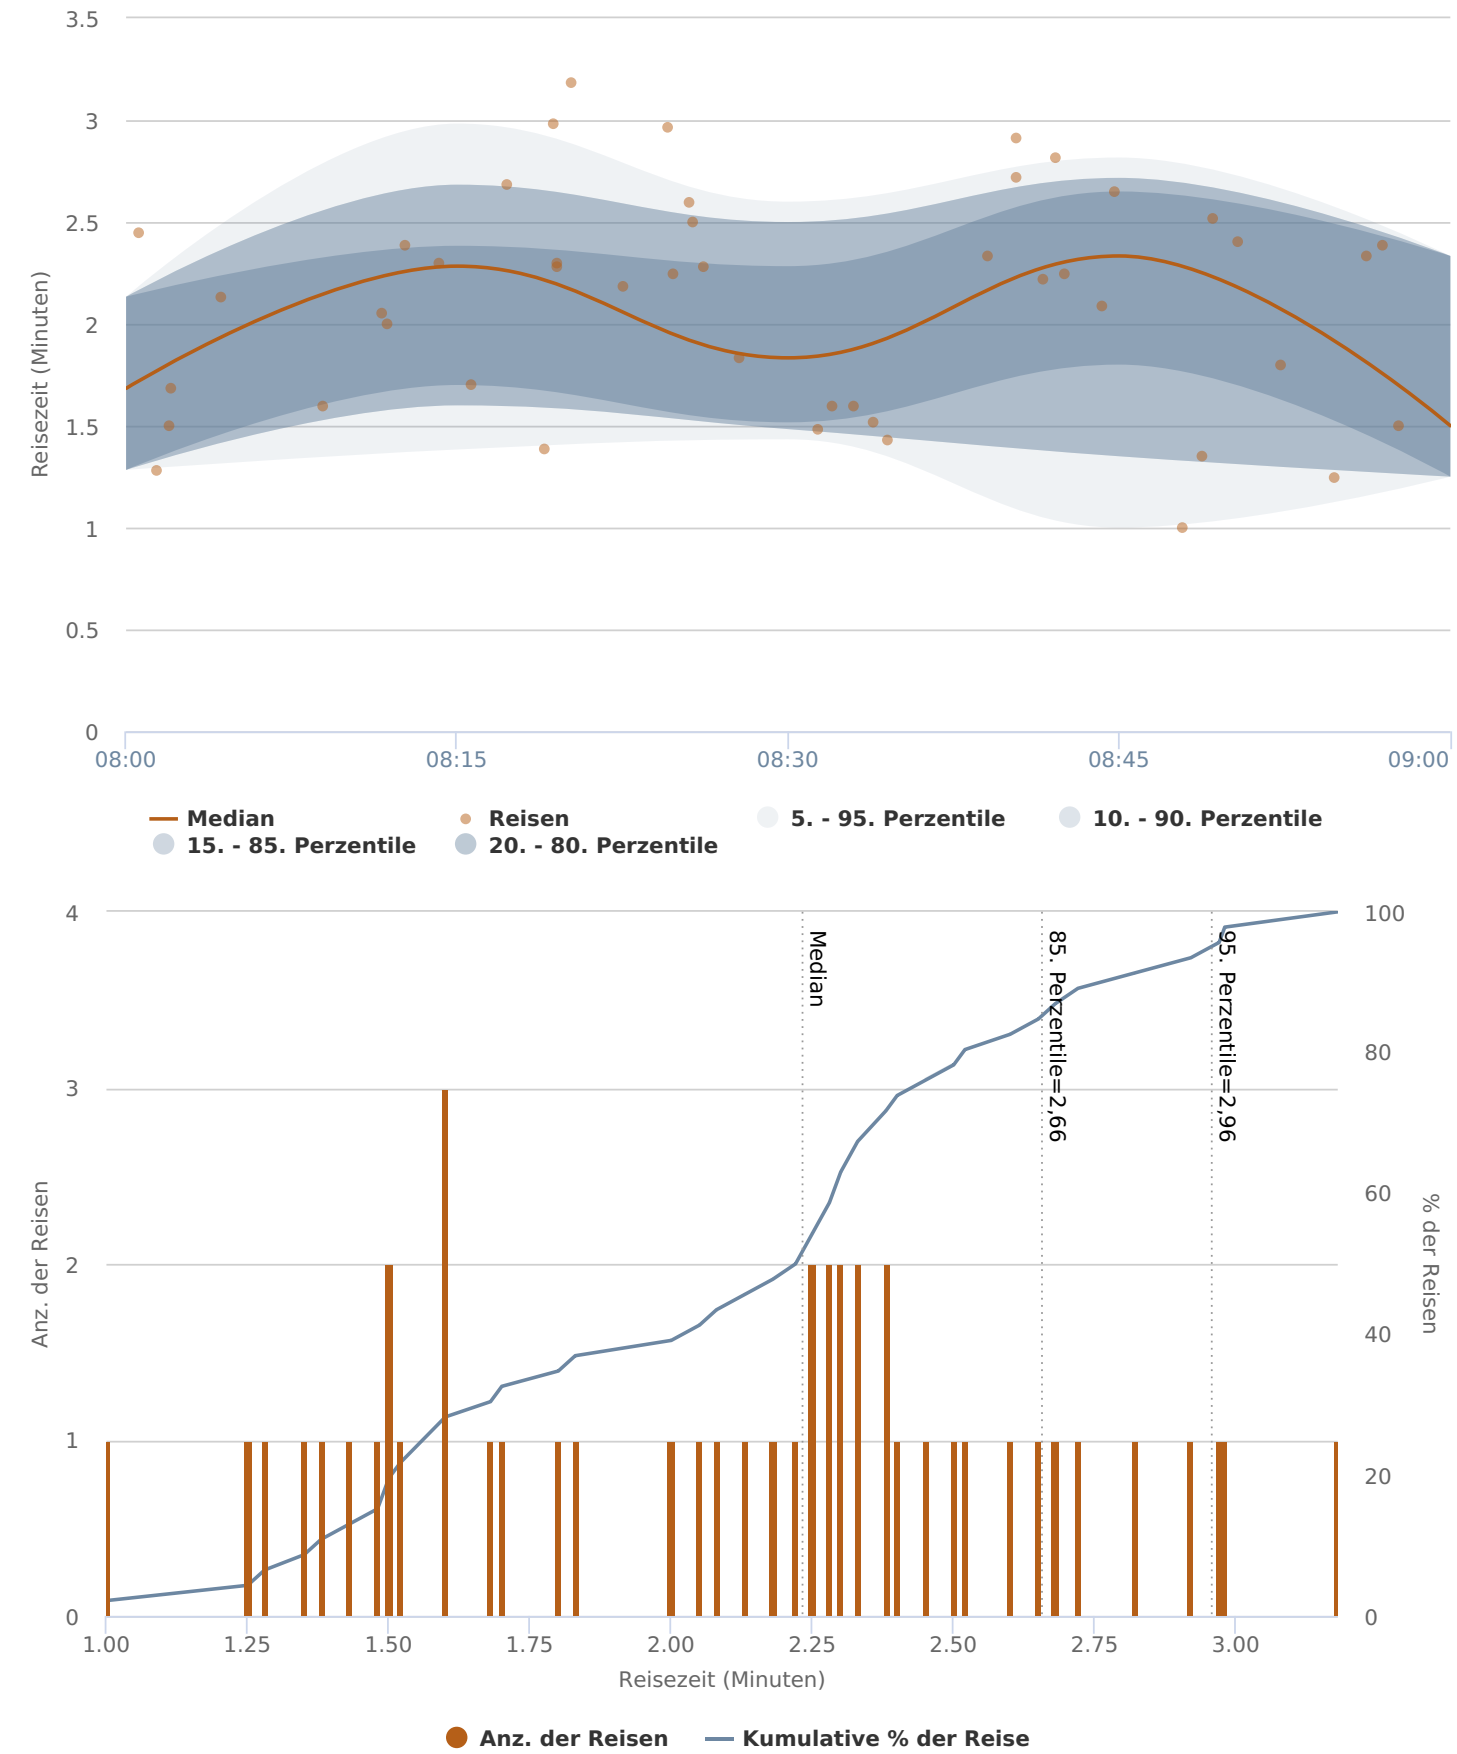 3.5
3
2.5
2
1.5
1
0.5
0
Reisezeit (Minuten)
08:00 08:15 08:30 08:45 09:00
Median Reisen 5. - 95. Perzentile 10. - 90. Perzentile
15. - 85. Perzentile 20. - 80. Perzentile
4
3
2
1
0
Anz. der Reisen
Median
85. Perzentile=2,66
95. Perzentile=2,96
100
80
60
40
20
0
% der Reisen
1.00 1.25 1.50 1.75 2.00 2.25 2.50 2.75 3.00
Reisezeit (Minuten)
Anz. der Reisen Kumulative % der Reise